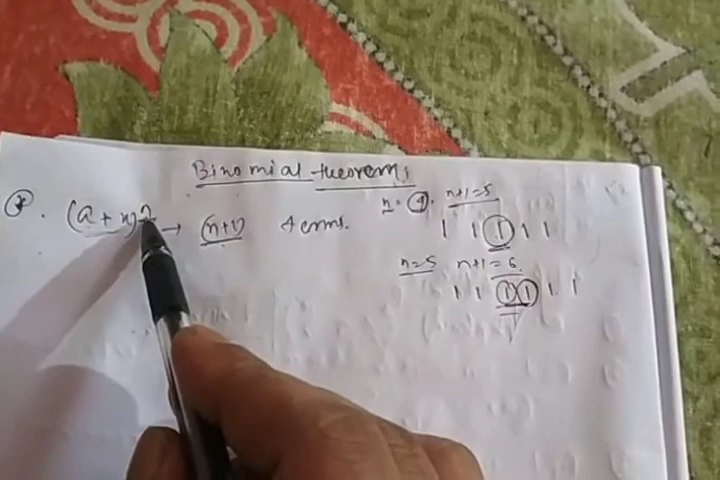 Binomial theorem
(a + x)ⁿ → (n+1) terms.
n = 4, n+1=5
1 1 1 1 1
n=5 n+1=6
1 1 1 1 1 1